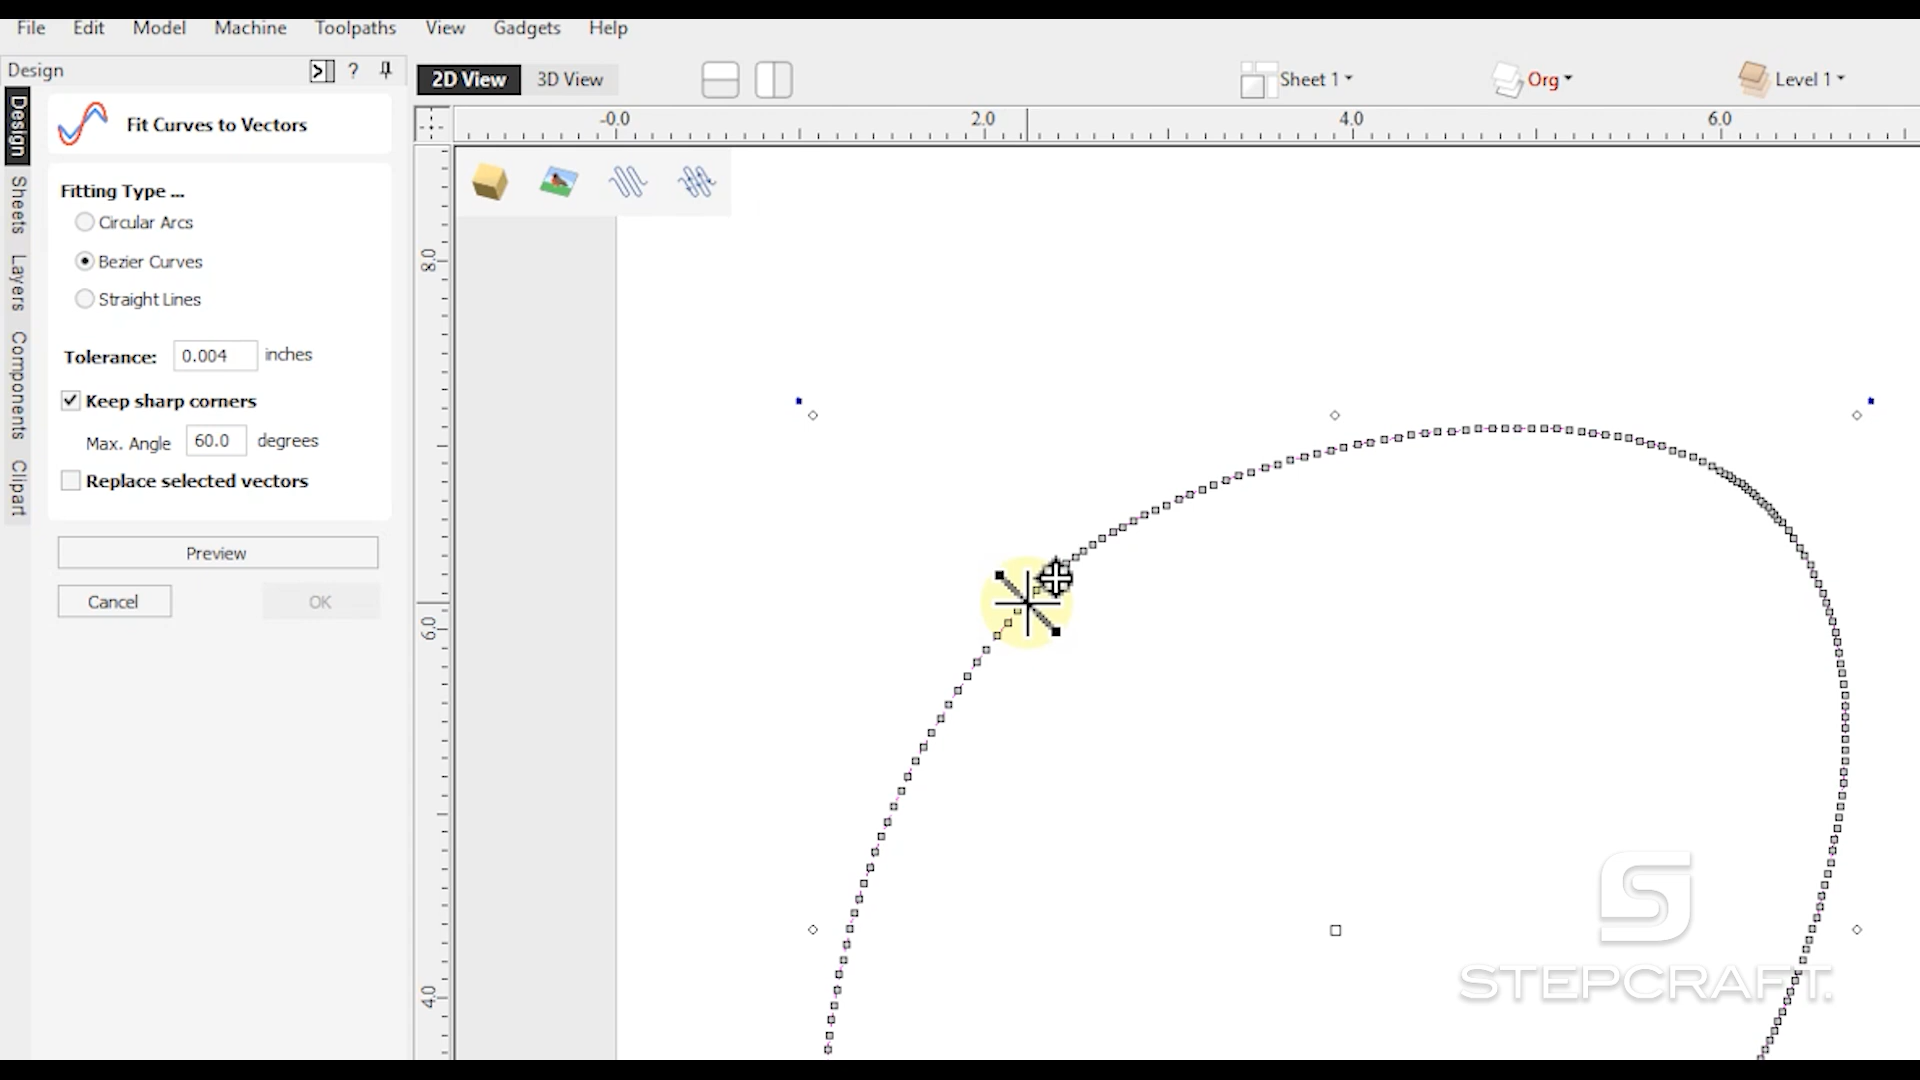 File Edit Model Machine Toolpaths View Gadgets Help
Design ?
2D View 3D View Sheet 1 Org Level 1
Design
Sheets
Layers
Components
Clipart
Fit Curves to Vectors
Fitting Type ...
Circular Arcs
Bezier Curves
Straight Lines
Tolerance: 0.004 inches
Keep sharp corners
Max. Angle 60.0 degrees
Replace selected vectors
Preview
Cancel OK
-0.0 2.0 4.0 6.0
8.0
6.0
4.0
STEPCRAFT.